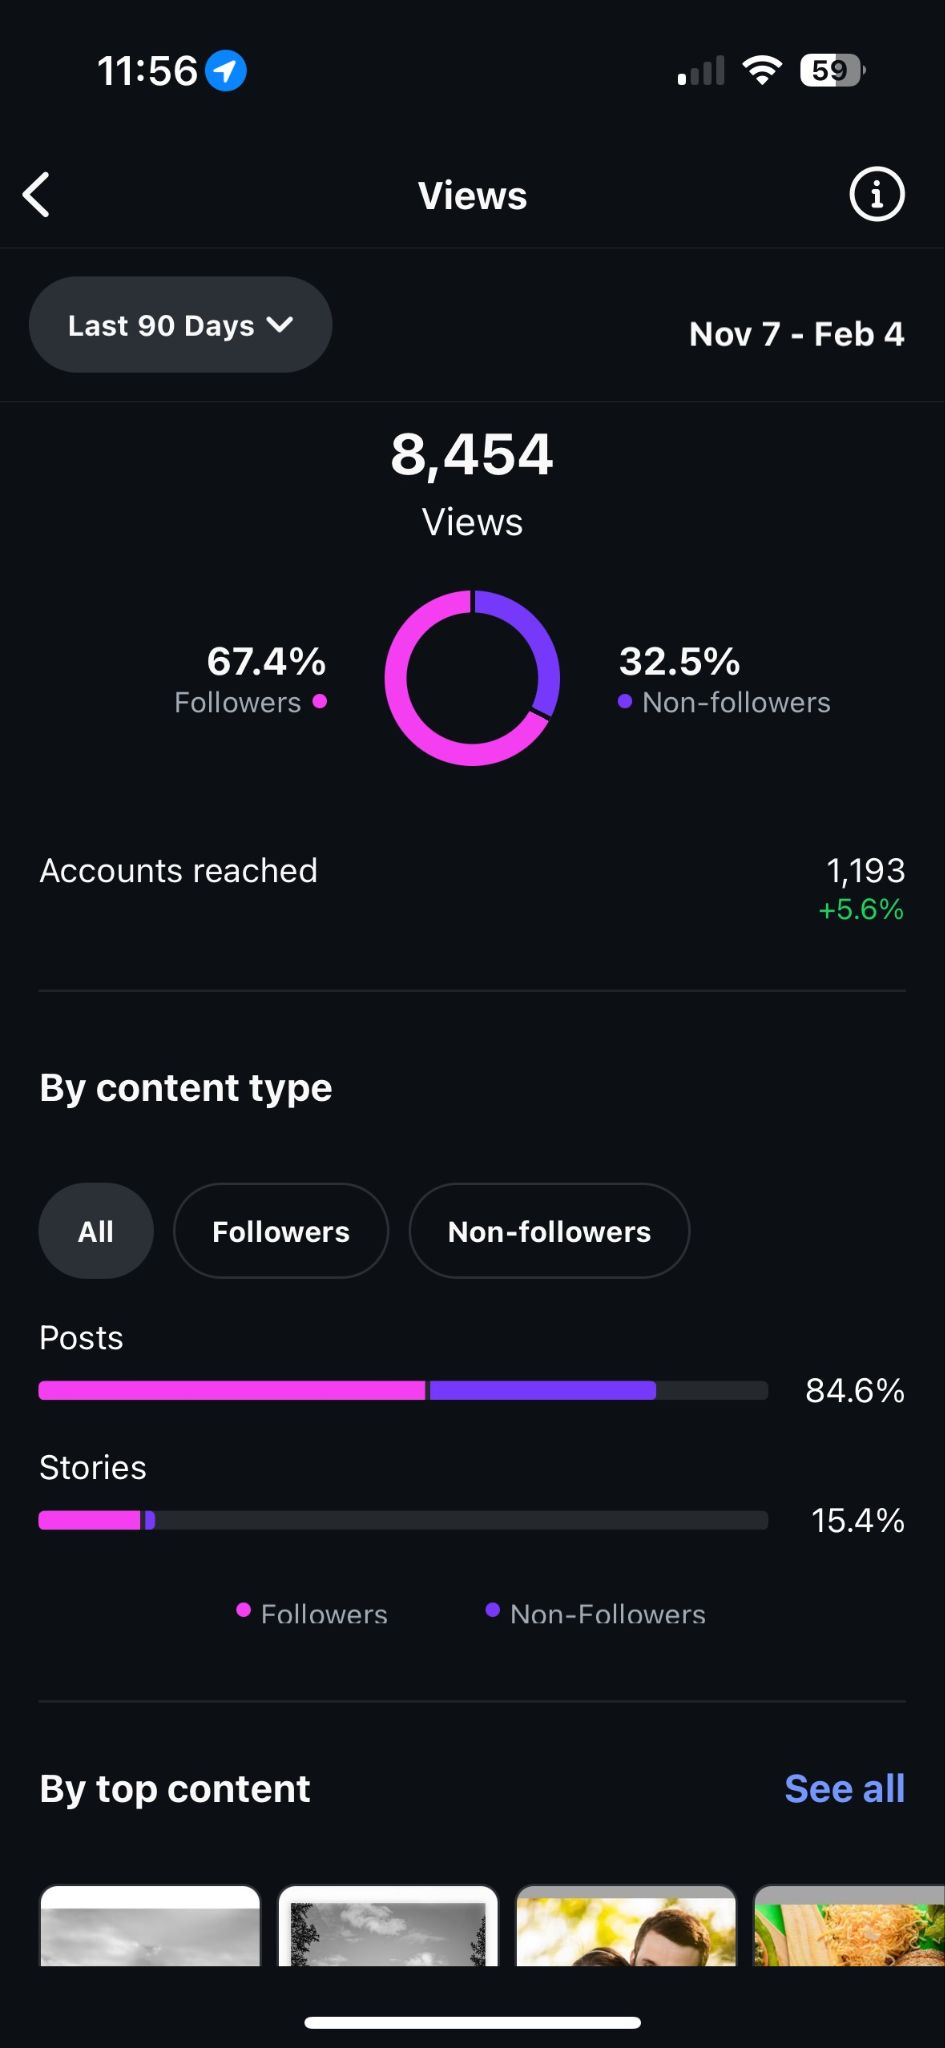 11:56
59
Views
Last 90 Days
Nov 7 - Feb 4
8,454
Views
67.4%
Followers
32.5%
Non-followers
Accounts reached
1,193
+5.6%
By content type
All
Followers
Non-followers
Posts
84.6%
Stories
15.4%
Followers
Non-Followers
By top content
See all